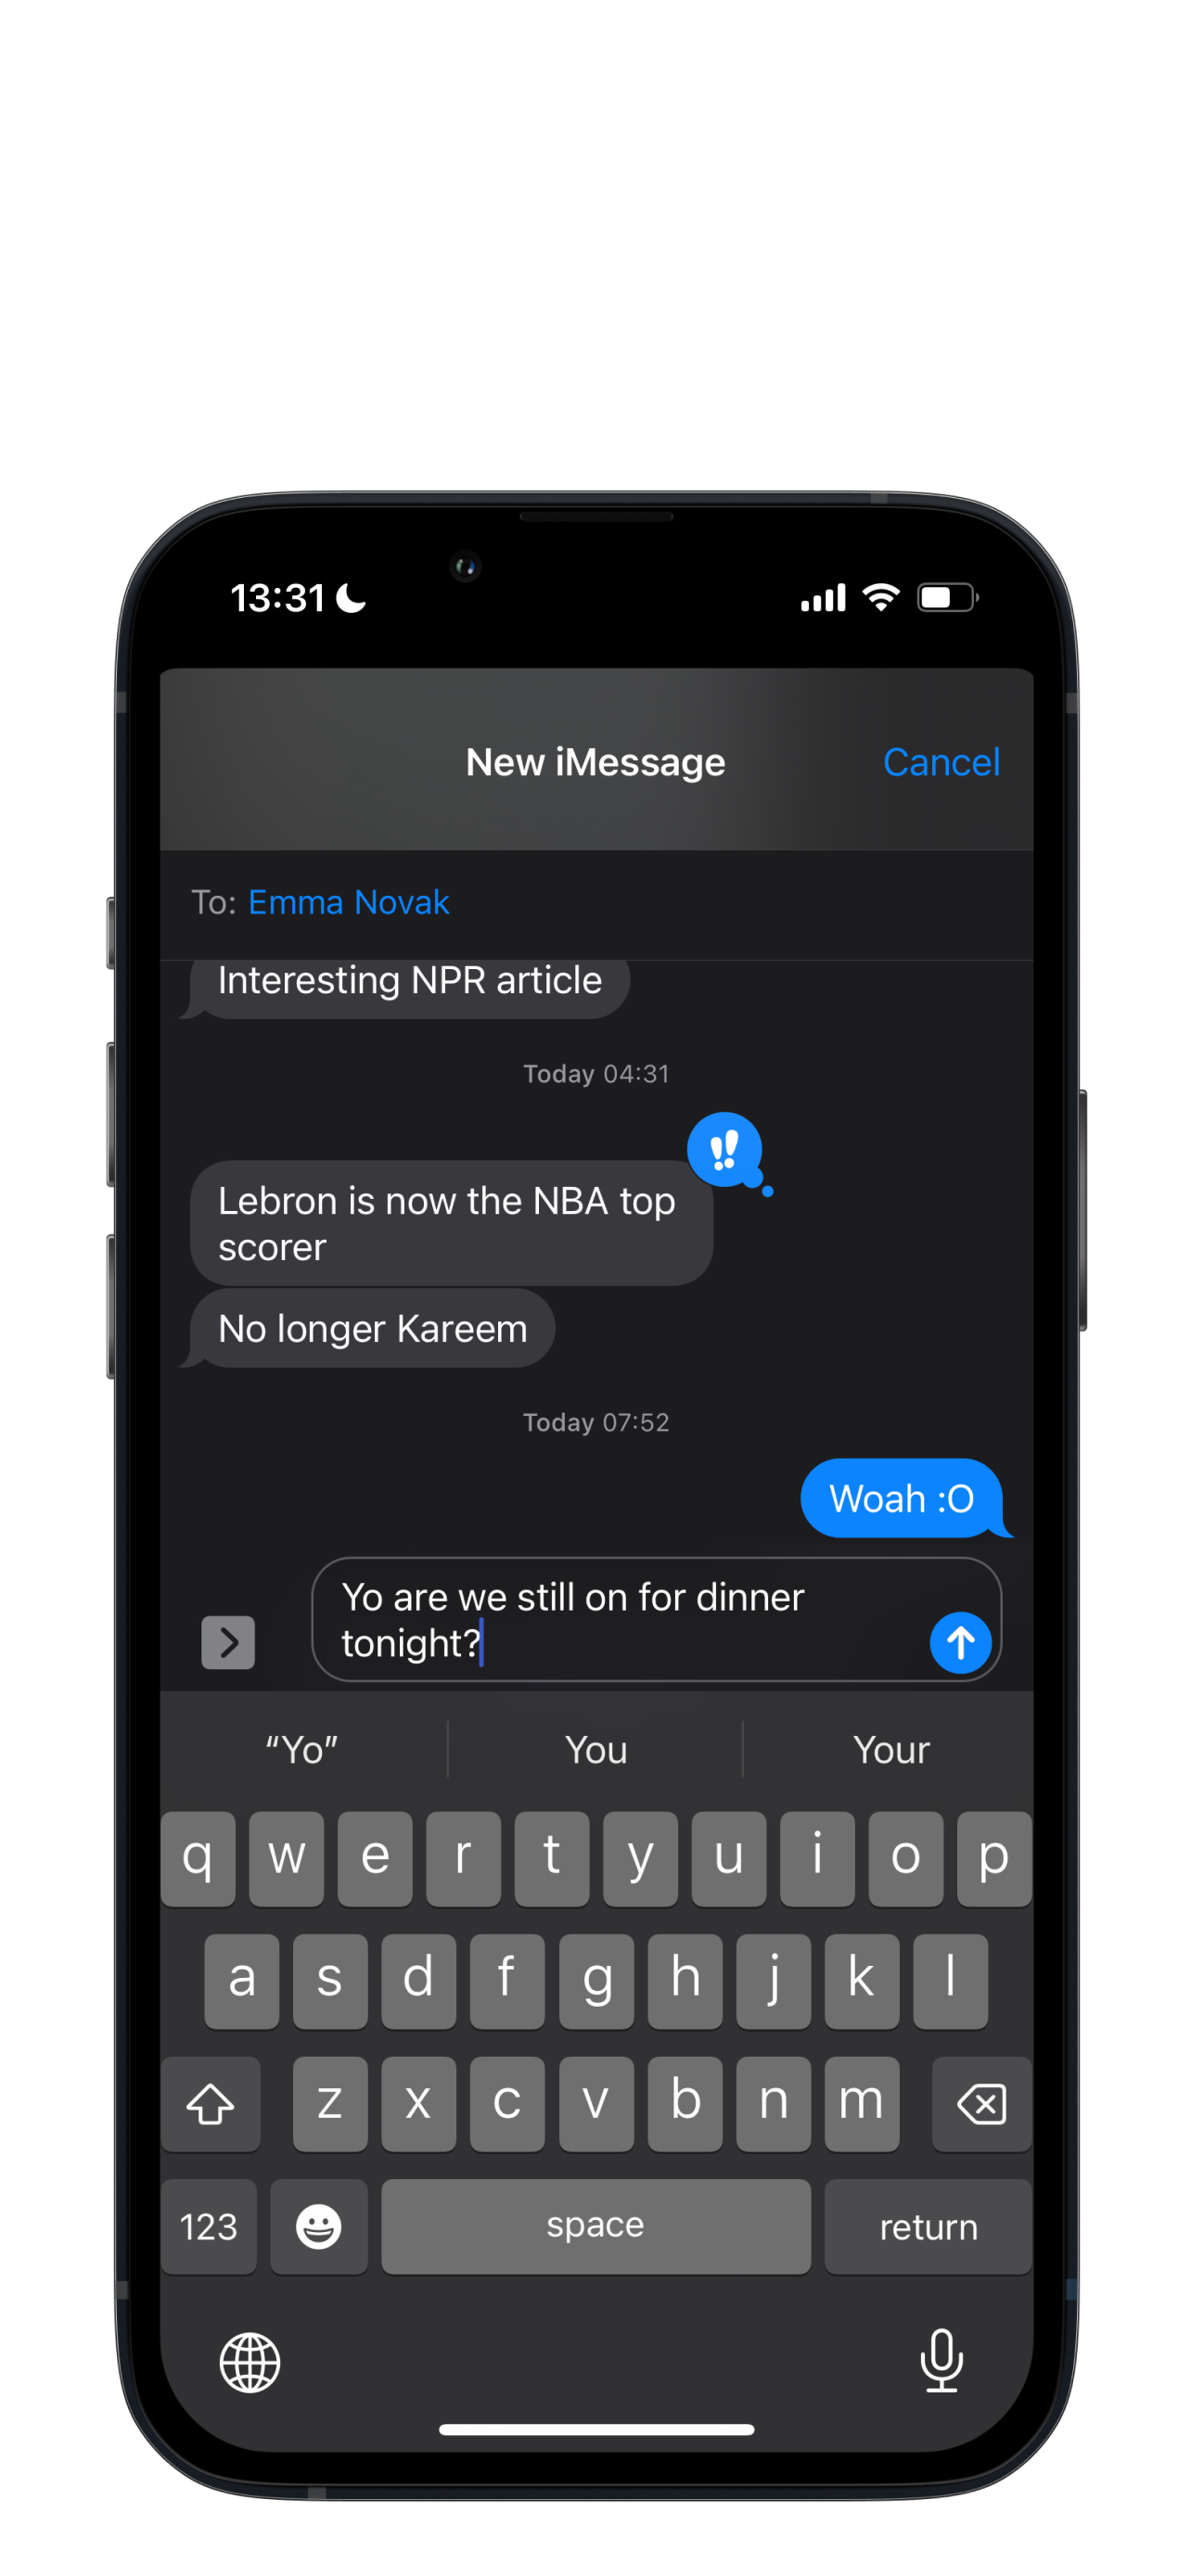 13:31
New iMessage
Cancel
To: Emma Novak
Interesting NPR article
Today 04:31
Lebron is now the NBA top
scorer
No longer Kareem
Today 07:52
Woah :O
Yo are we still on for dinner
tonight?
“Yo” You Your
q w e r t y u i o p
a s d f g h j k l
z x c v b n m
123 space return